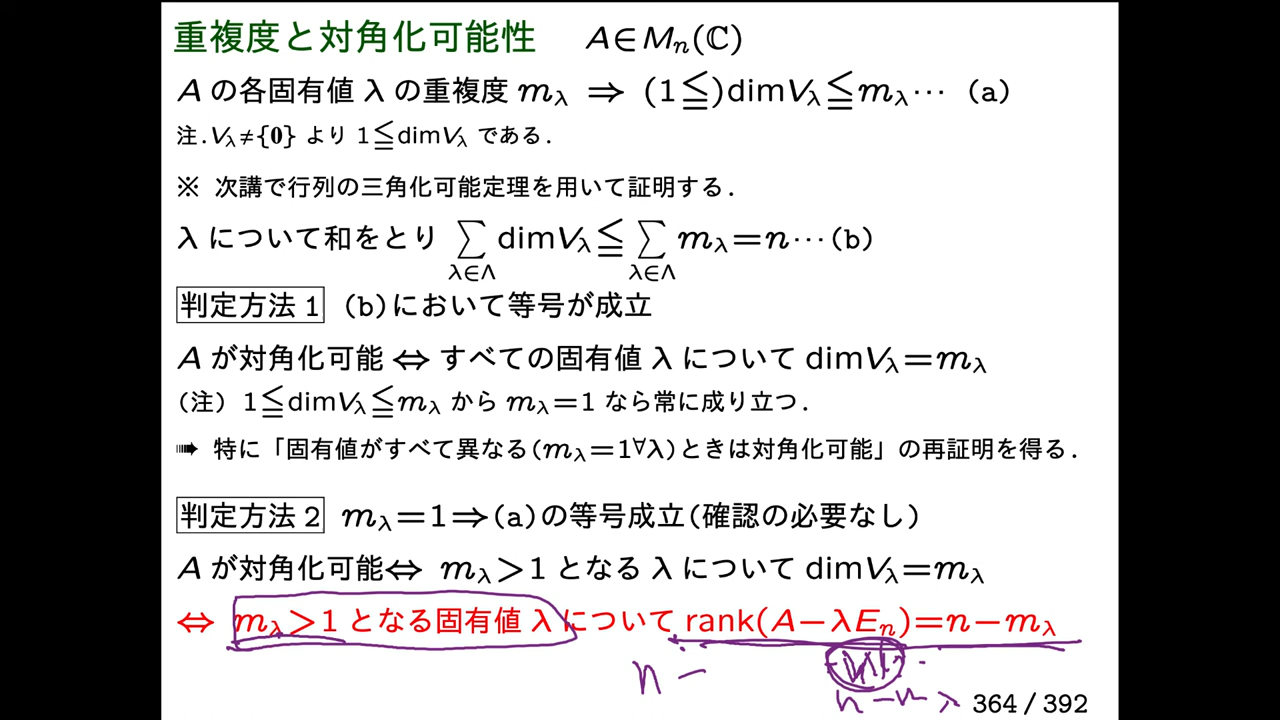 重複度と対角化可能性 A∈Mn(ℂ)
A の各固有値 λ の重複度 mλ ⇒ (1≦)dimVλ≦mλ⋯ (a)
注.Vλ≠{0} より 1≦dimVλ である.
※ 次講で行列の三角化可能定理を用いて証明する.
λ について和をとり ∑λ∈Λ dimVλ≦∑λ∈Λ mλ=n⋯(b)
判定方法1 (b)において等号が成立
A が対角化可能 ⇔ すべての固有値 λ について dimVλ=mλ
(注) 1≦dimVλ≦mλ から mλ=1 なら常に成り立つ.
➠ 特に「固有値がすべて異なる(mλ=1∀λ)ときは対角化可能」の再証明を得る.
判定方法2 mλ=1⇒(a)の等号成立(確認の必要なし)
A が対角化可能⇔ mλ>1 となる λ について dimVλ=mλ
⇔ mλ>1 となる固有値 λ について rank(A−λEn)=n−mλ
n −
n−mλ
364 / 392